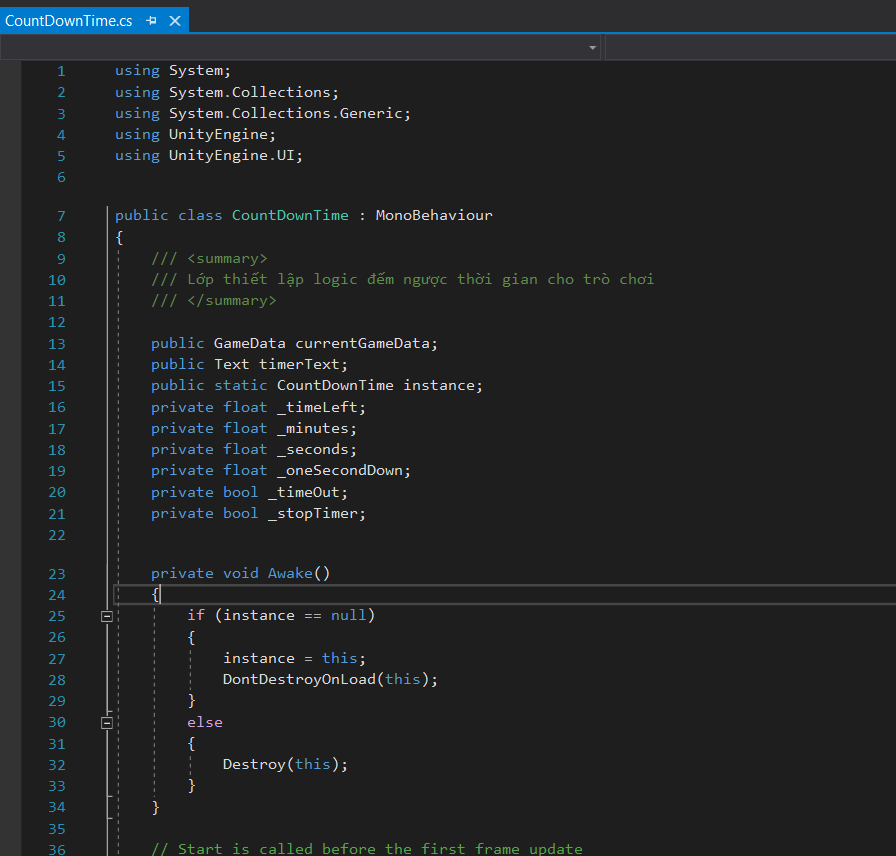 CountDownTime.cs
1 using System;
2 using System.Collections;
3 using System.Collections.Generic;
4 using UnityEngine;
5 using UnityEngine.UI;
6
7 public class CountDownTime : MonoBehaviour
8 {
9 /// <summary>
10 /// Lớp thiết lập logic đếm ngược thời gian cho trò chơi
11 /// </summary>
12
13 public GameData currentGameData;
14 public Text timerText;
15 public static CountDownTime instance;
16 private float _timeLeft;
17 private float _minutes;
18 private float _seconds;
19 private float _oneSecondDown;
20 private bool _timeOut;
21 private bool _stopTimer;
22
23 private void Awake()
24 {
25 if (instance == null)
26 {
27 instance = this;
28 DontDestroyOnLoad(this);
29 }
30 else
31 {
32 Destroy(this);
33 }
34 }
35
36 // Start is called before the first frame update